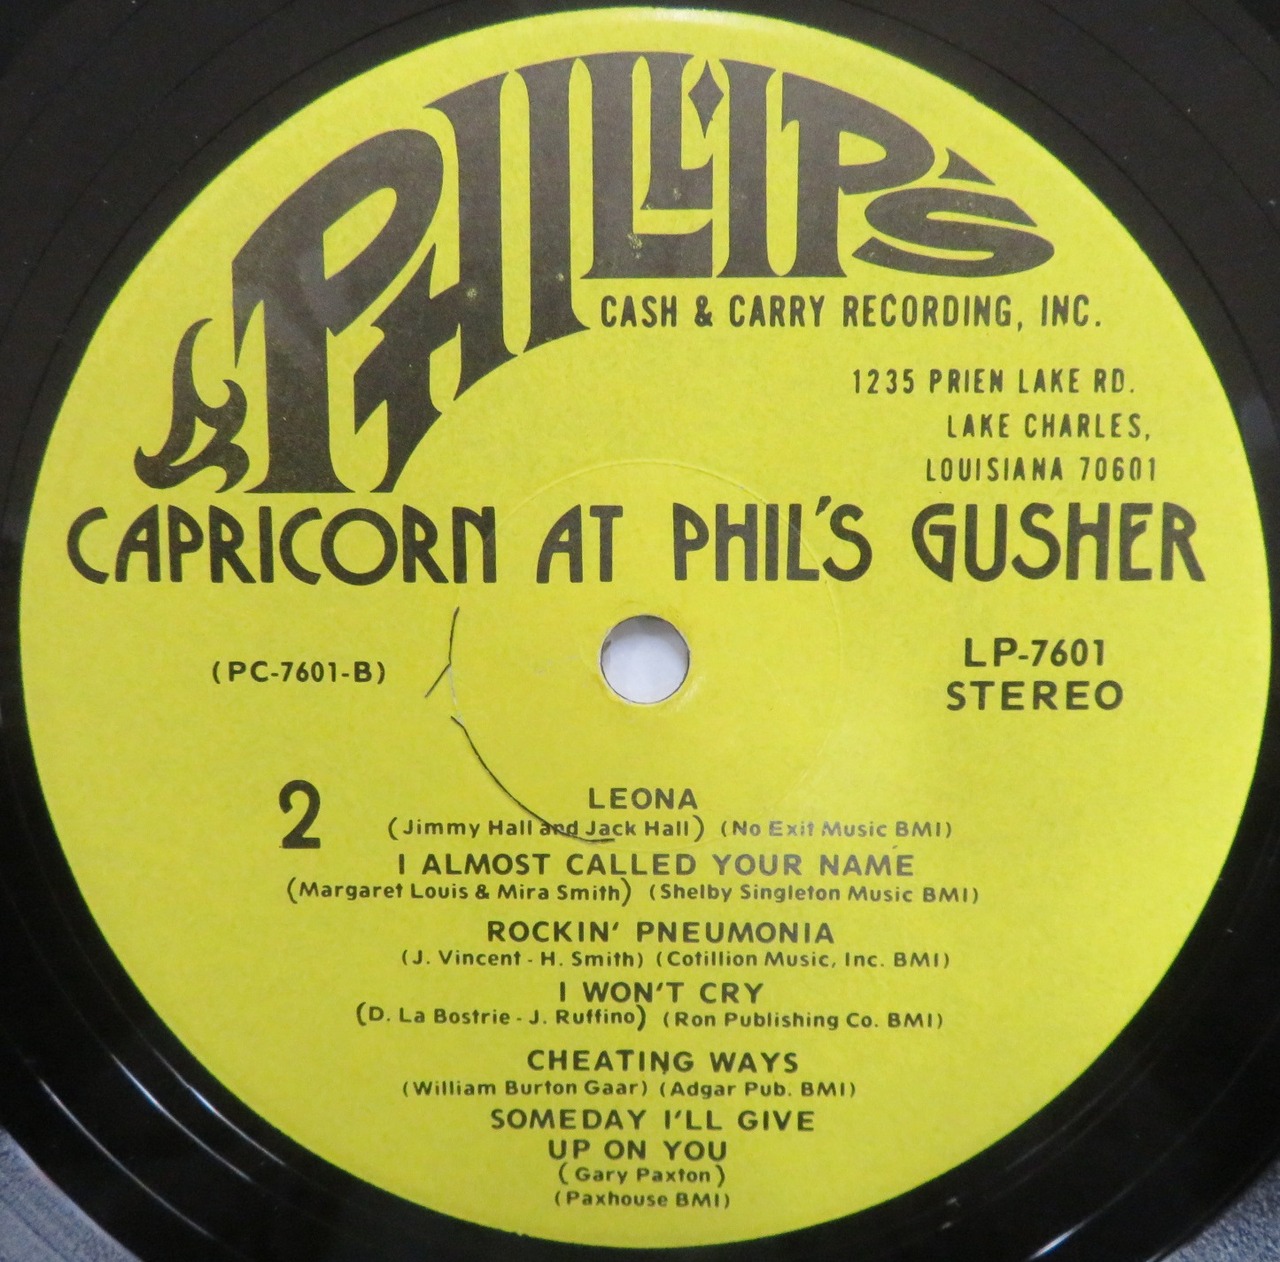 PHILLIP'S
CASH & CARRY RECORDING, INC.
1235 PRIEN LAKE RD.
LAKE CHARLES,
LOUISIANA 70601
CAPRICORN AT PHIL'S GUSHER
(PC-7601-B)
LP-7601
STEREO
2
LEONA
(Jimmy Hall and Jack Hall) (No Exit Music BMI)
I ALMOST CALLED YOUR NAME
(Margaret Louis & Mira Smith) (Shelby Singleton Music BMI)
ROCKIN' PNEUMONIA
(J. Vincent - H. Smith) (Cotillion Music, Inc. BMI)
I WON'T CRY
(D. La Bostrie - J. Ruffino) (Ron Publishing Co. BMI)
CHEATING WAYS
(William Burton Gaar) (Adgar Pub. BMI)
SOMEDAY I'LL GIVE
UP ON YOU
(Gary Paxton)
(Paxhouse BMI)